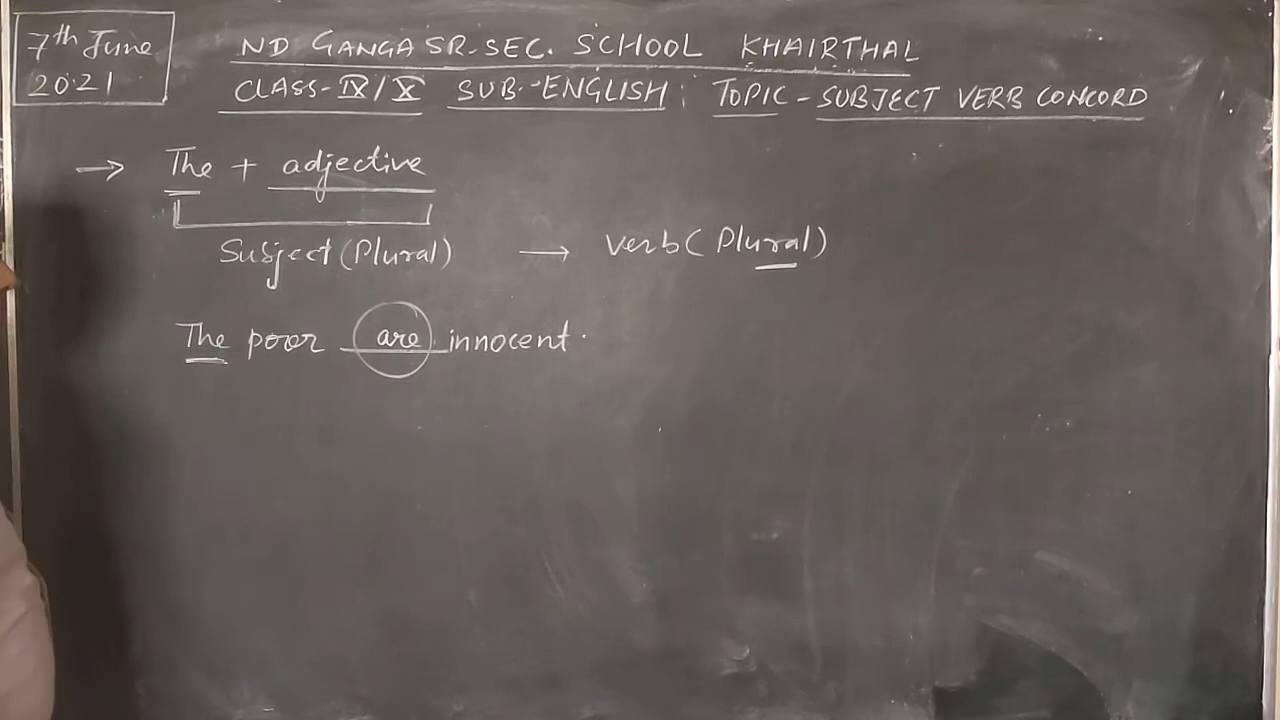 7th June
2021
ND GANGA SR. SEC. SCHOOL KHAIRTHAL
CLASS-IX/X SUB.-ENGLISH: TOPIC - SUBJECT VERB CONCORD
→ The + adjective
Subject (Plural) → verb (Plural)
The poor are innocent.